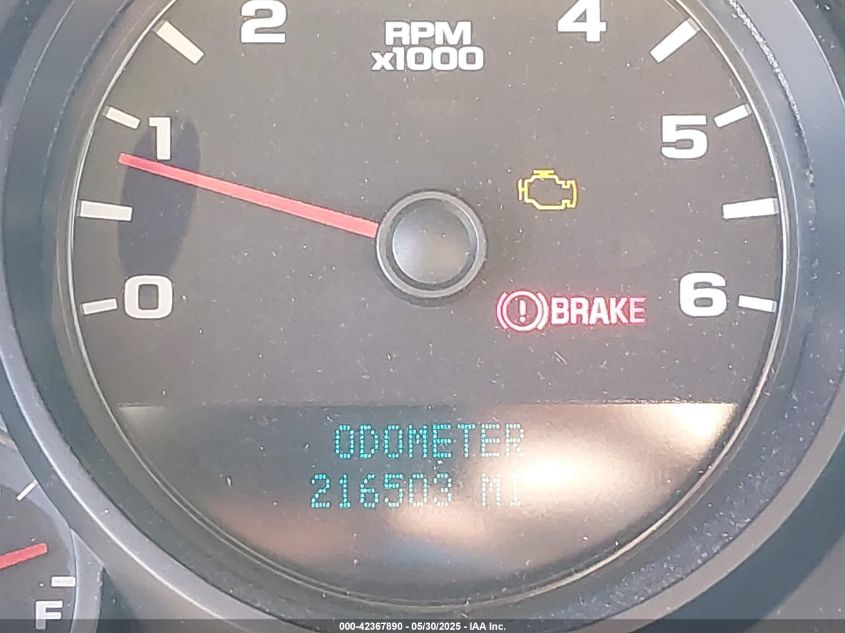 2
RPM
x1000
4
1
5
0
6
! BRAKE
ODOMETER
216503 MI
F
000-42367890 - 05/30/2025 - IAA Inc.